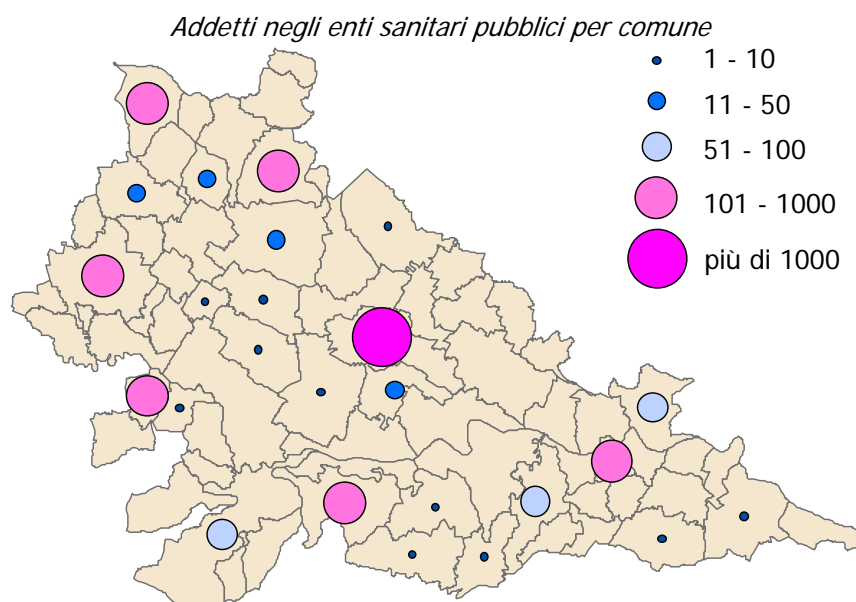 Addetti negli enti sanitari pubblici per comune
1 - 10
11 - 50
51 - 100
101 - 1000
più di 1000